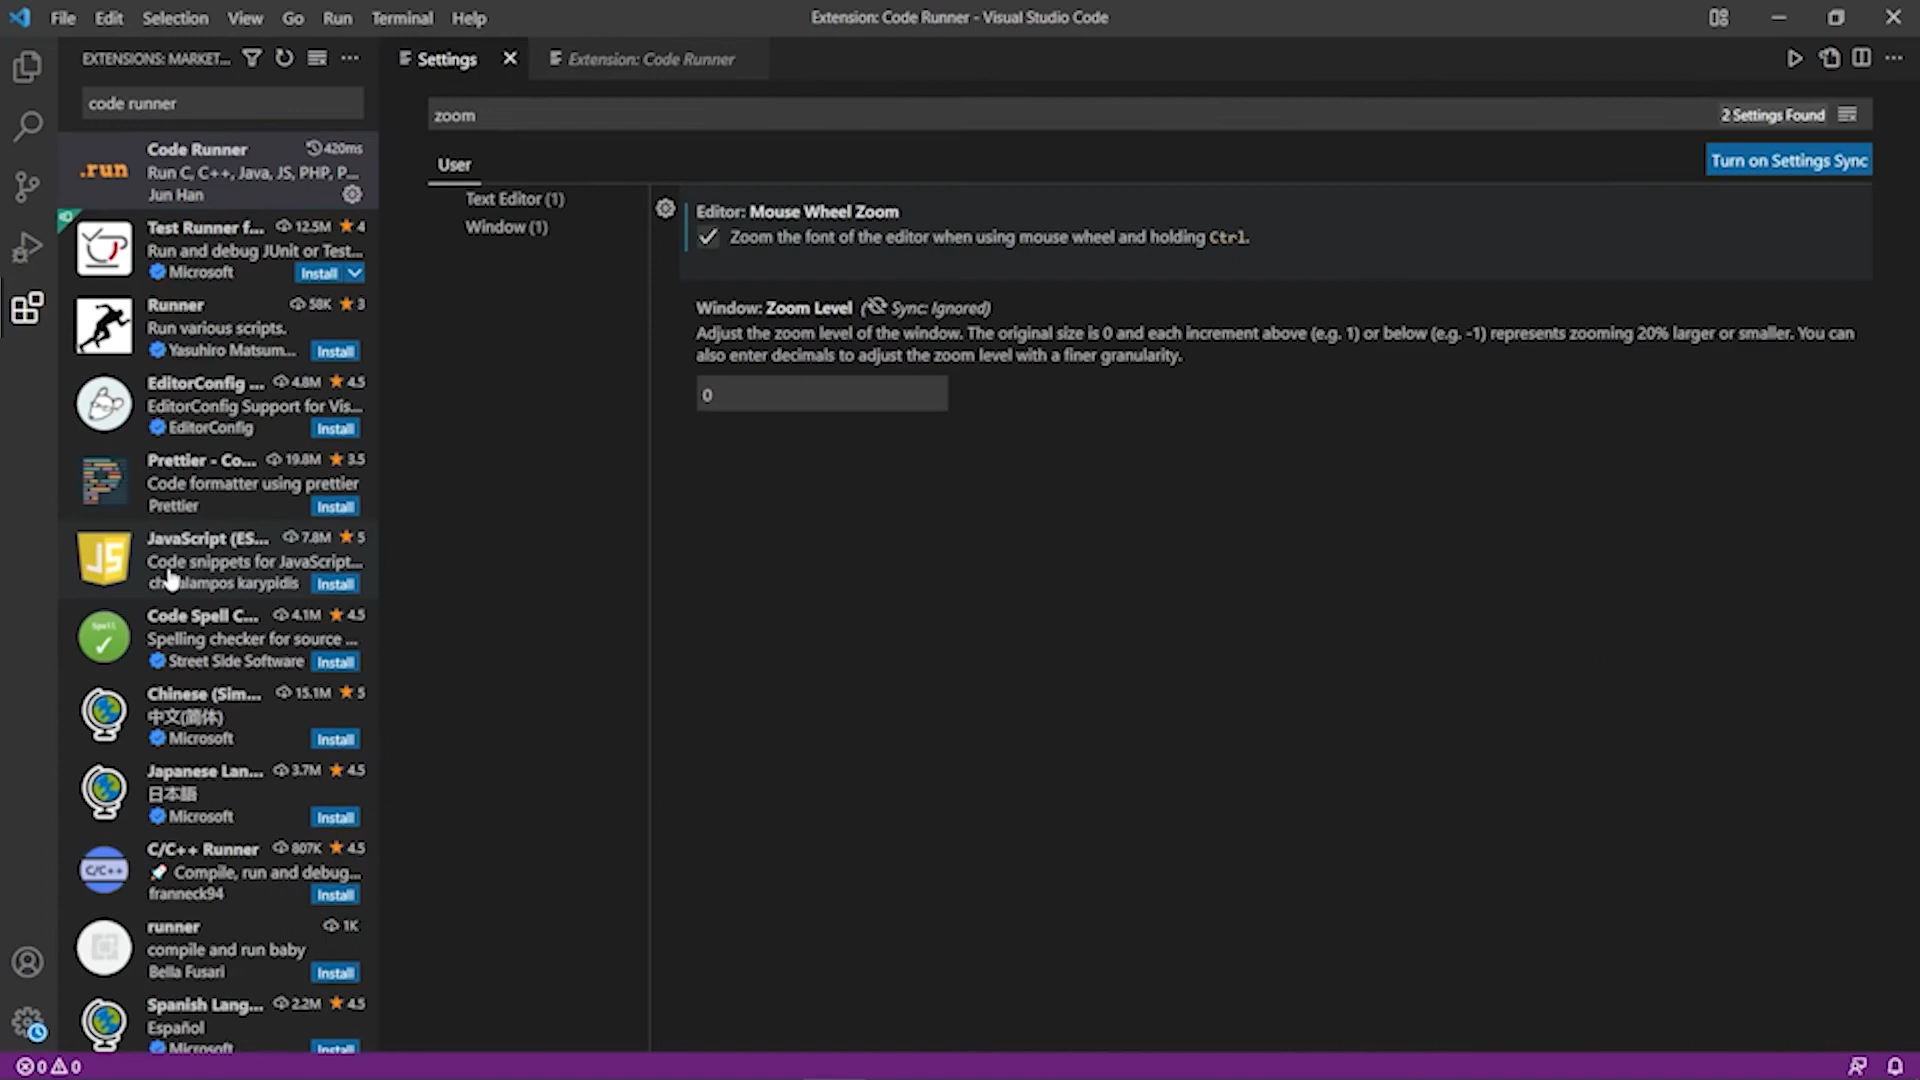 File Edit Selection View Go Run Terminal Help
Extension: Code Runner - Visual Studio Code
EXTENSIONS: MARKET...
code runner
.run
Code Runner 420ms
Run C, C++, Java, JS, PHP, P...
Jun Han
Test Runner f... 12.5M 4
Run and debug JUnit or Test...
Microsoft Install
Runner 58K 3
Run various scripts.
Yasuhiro Matsum... Install
EditorConfig ... 4.8M 4.5
EditorConfig Support for Vis...
EditorConfig Install
Prettier - Co... 19.8M 3.5
Code formatter using prettier
Prettier Install
JS
JavaScript (ES... 7.8M 5
Code snippets for JavaScript...
karypidis Install
Spell
Code Spell C... 4.1M 4.5
Spelling checker for source ...
Street Side Software Install
Chinese (Sim... 15.1M 5
中文(简体)
Microsoft Install
Japanese Lan... 3.7M 4.5
日本語
Microsoft Install
C/C++
C/C++ Runner 807K 4.5
Compile, run and debug...
franneck94 Install
runner 1K
compile and run baby
Bella Fusari Install
Spanish Lang... 2.2M 4.5
Español
Microsoft Install
0 0
Settings
Extension: Code Runner
zoom
2 Settings Found
User
Turn on Settings Sync
Text Editor (1)
Window (1)
Editor: Mouse Wheel Zoom
Zoom the font of the editor when using mouse wheel and holding Ctrl.
Window: Zoom Level (Sync: Ignored)
Adjust the zoom level of the window. The original size is 0 and each increment above (e.g. 1) or below (e.g. -1) represents zooming 20% larger or smaller. You can
also enter decimals to adjust the zoom level with a finer granularity.
0